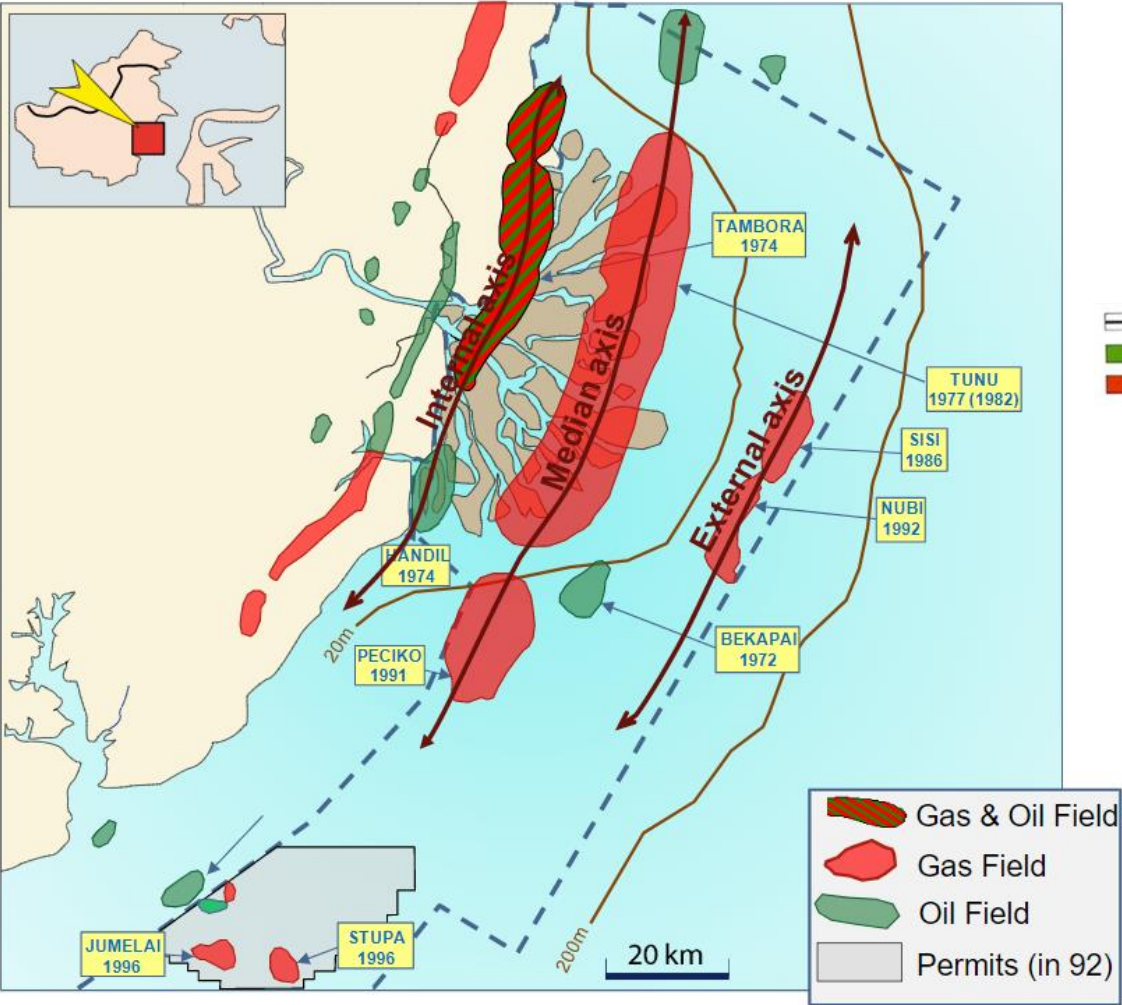 TAMBORA
1974
Internal axis
Median axis
External axis
TUNU
1977 (1982)
SISI
1986
NUBI
1992
HANDIL
1974
20m
PECIKO
1991
BEKAPAI
1972
JUMELAI
1996
STUPA
1996
200m
20 km
Gas & Oil Field
Gas Field
Oil Field
Permits (in 92)